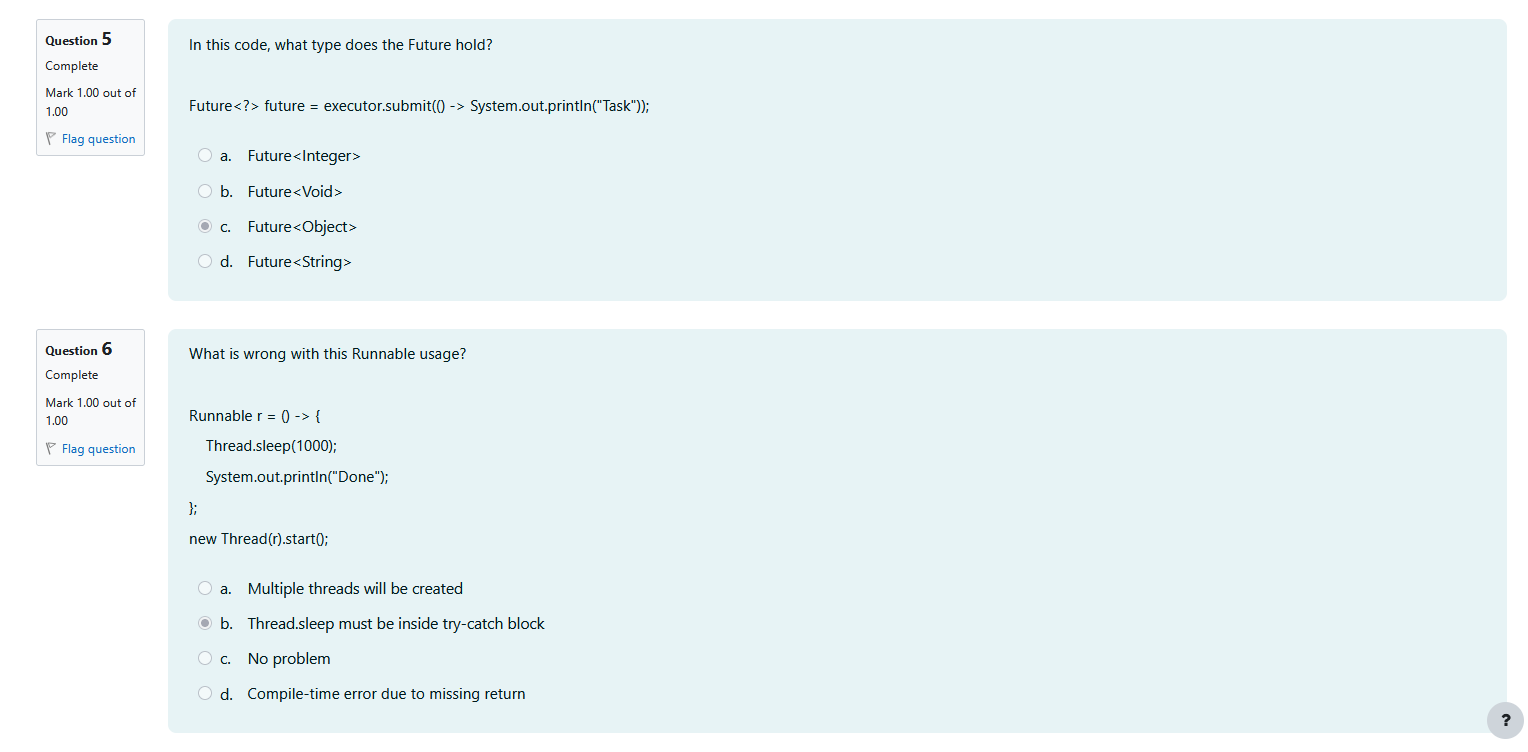 Question 5
Complete
Mark 1.00 out of
1.00
Flag question
In this code, what type does the Future hold?
Future<?> future = executor.submit(() -> System.out.println("Task"));
a. Future<Integer>
b. Future<Void>
c. Future<Object>
d. Future<String>
Question 6
Complete
Mark 1.00 out of
1.00
Flag question
What is wrong with this Runnable usage?
Runnable r = () -> {
Thread.sleep(1000);
System.out.println("Done");
};
new Thread(r).start();
a. Multiple threads will be created
b. Thread.sleep must be inside try-catch block
c. No problem
d. Compile-time error due to missing return
?